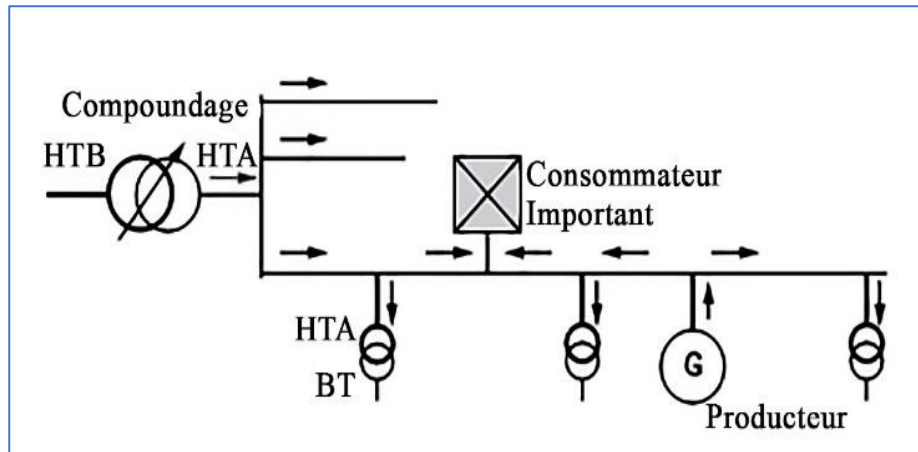 Compoundage
HTB
HTA
Consommateur
Important
HTA
BT
G
Producteur